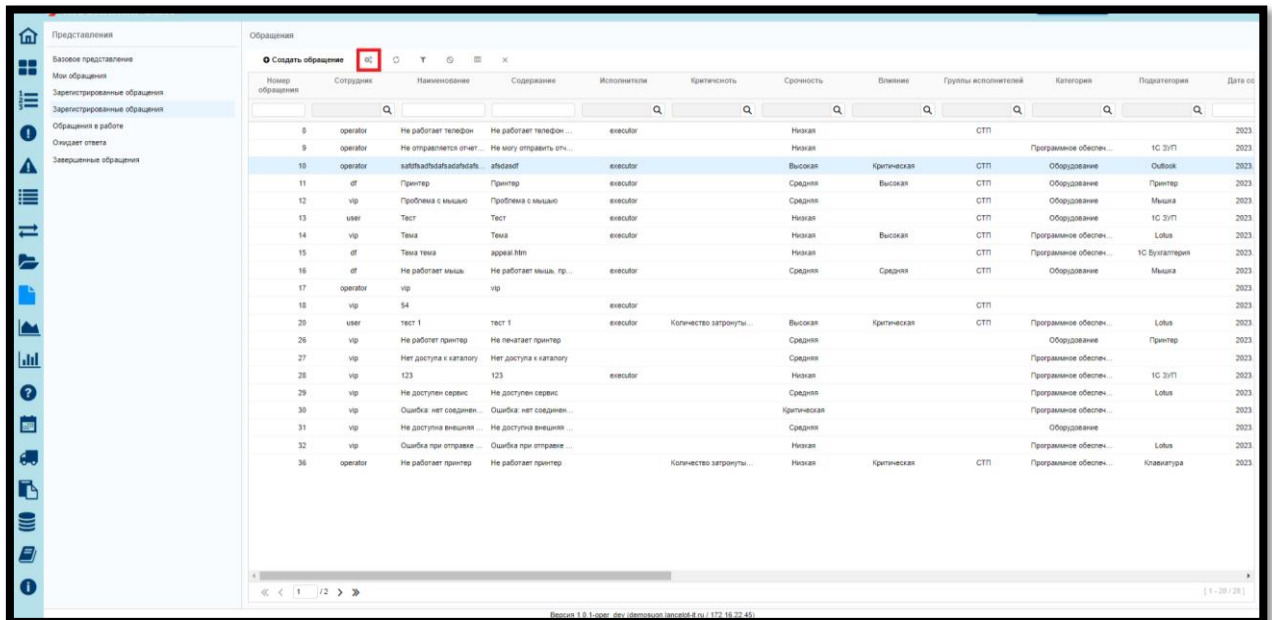 Представления
Обращения
Базовое представление
Мои обращения
Зарегистрированные обращения
Зарегистрированные обращения
Обращения в работе
Ожидает ответа
Завершенные обращения
Создать обращение
Номер обращения Сотрудник Наименование Содержание Исполнители Критичсноть Срочность Влияние Группы исполнителей Категория Подкатегория Дата со
8 operator Не работает телефон Не работает телефон ... executor Низкая СТП 2023.
9 operator Не отправляется отчет... Не могу отправить отч... Низкая Программное обеспеч... 1С ЗУП 2023.
10 operator afsdasdf executor Высокая Критическая СТП Оборудование Outlook 2023.
11 df Принтер Принтер executor Средняя Высокая СТП Оборудование Принтер 2023.
12 vip Проблема с мышью Проблема с мышью executor Средняя СТП Оборудование Мышка 2023.
13 user Тест Тест executor Низкая СТП Оборудование 1С ЗУП 2023.
14 vip Тема Тема executor Низкая Высокая СТП Программное обеспеч... Lotus 2023.
15 df Тема тема appeal.htm Низкая СТП Программное обеспеч... 1С Бухгалтерия 2023.
16 df Не работает мышь Не работает мышь, пр... executor Средняя Средняя СТП Оборудование Мышка 2023.
17 operator vip vip 2023.
18 vip 54 executor СТП 2023.
20 user тест 1 тест 1 executor Количество затронуты... Высокая Критическая СТП Программное обеспеч... Lotus 2023.
26 vip Не работет принтер Не печатает принтер Средняя Оборудование Принтер 2023.
27 vip Нет доступа к каталогу Нет доступа к каталогу Средняя Программное обеспеч... 2023.
28 vip 123 123 executor Низкая Программное обеспеч... 1С ЗУП 2023.
29 vip Не доступен сервис Не доступен сервис Средняя Программное обеспеч... Lotus 2023.
30 vip Ошибка: нет соединен... Ошибка: нет соединен... Критическая Программное обеспеч... 2023.
31 vip Не доступна внешняя ... Не доступна внешняя ... Средняя Оборудование 2023.
32 vip Ошибка при отправке ... Ошибка при отправке ... Низкая Программное обеспеч... Lotus 2023.
36 operator Не работает принтер Не работает принтер Количество затронуты... Низкая Критическая СТП Программное обеспеч... Клавиатура 2023.
1 / 2
[ 1 - 20 / 28 ]
Версия 1.0.1-oper_dev (demosuon.lancelot-it.ru / 172.16.22.45)